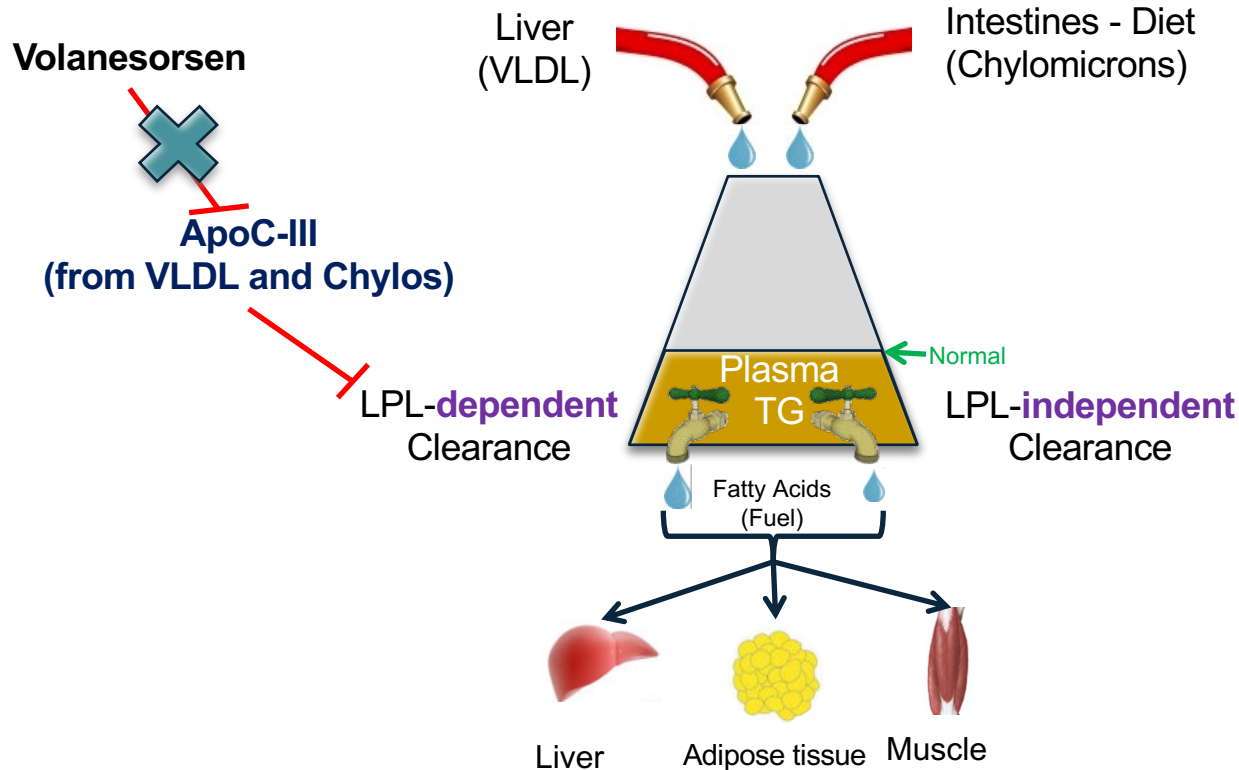 Volanesorsen
ApoC-III
(from VLDL and Chylos)
Liver
(VLDL)
Intestines - Diet
(Chylomicrons)
Normal
Plasma
TG
LPL-dependent
Clearance
LPL-independent
Clearance
Fatty Acids
(Fuel)
Liver
Adipose tissue
Muscle